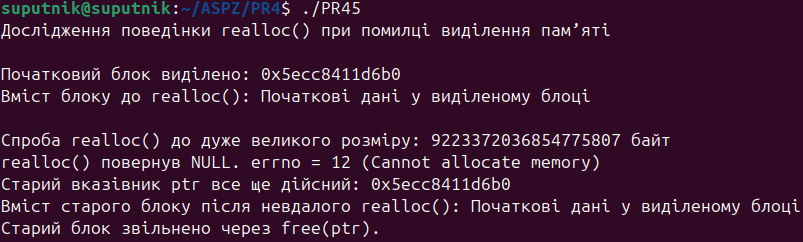 suputnik@suputnik:~/ASPZ/PR4$ ./PR45
Дослідження поведінки realloc() при помилці виділення пам’яті
Початковий блок виділено: 0x5ecc8411d6b0
Вміст блоку до realloc(): Початкові дані у виділеному блоці
Спроба realloc() до дуже великого розміру: 9223372036854775807 байт
realloc() повернув NULL. errno = 12 (Cannot allocate memory)
Старий вказівник ptr все ще дійсний: 0x5ecc8411d6b0
Вміст старого блоку після невдалого realloc(): Початкові дані у виділеному блоці
Старий блок звільнено через free(ptr).